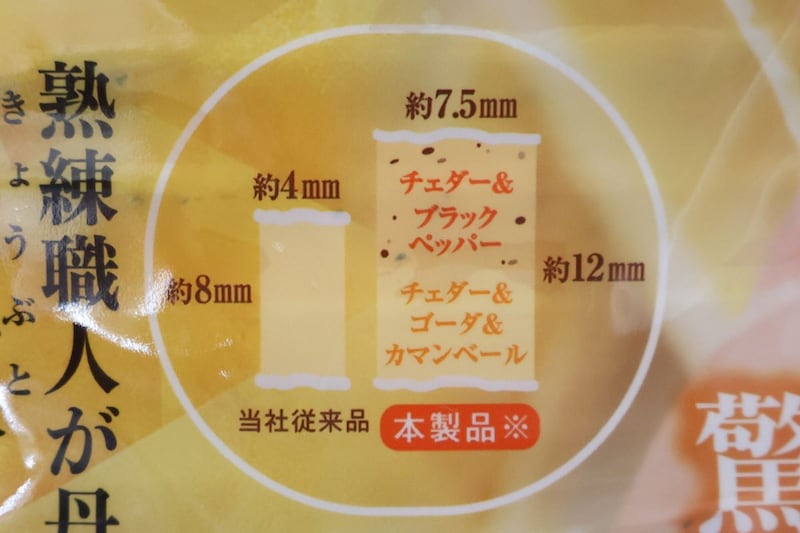 熟練職人が丹
きょうぶと
約7.5mm
約4mm
チェダー&
ブラック
ペッパー
約8mm
約12mm
チェダー&
ゴーダ&
カマンベール
当社従来品
本製品※
驚